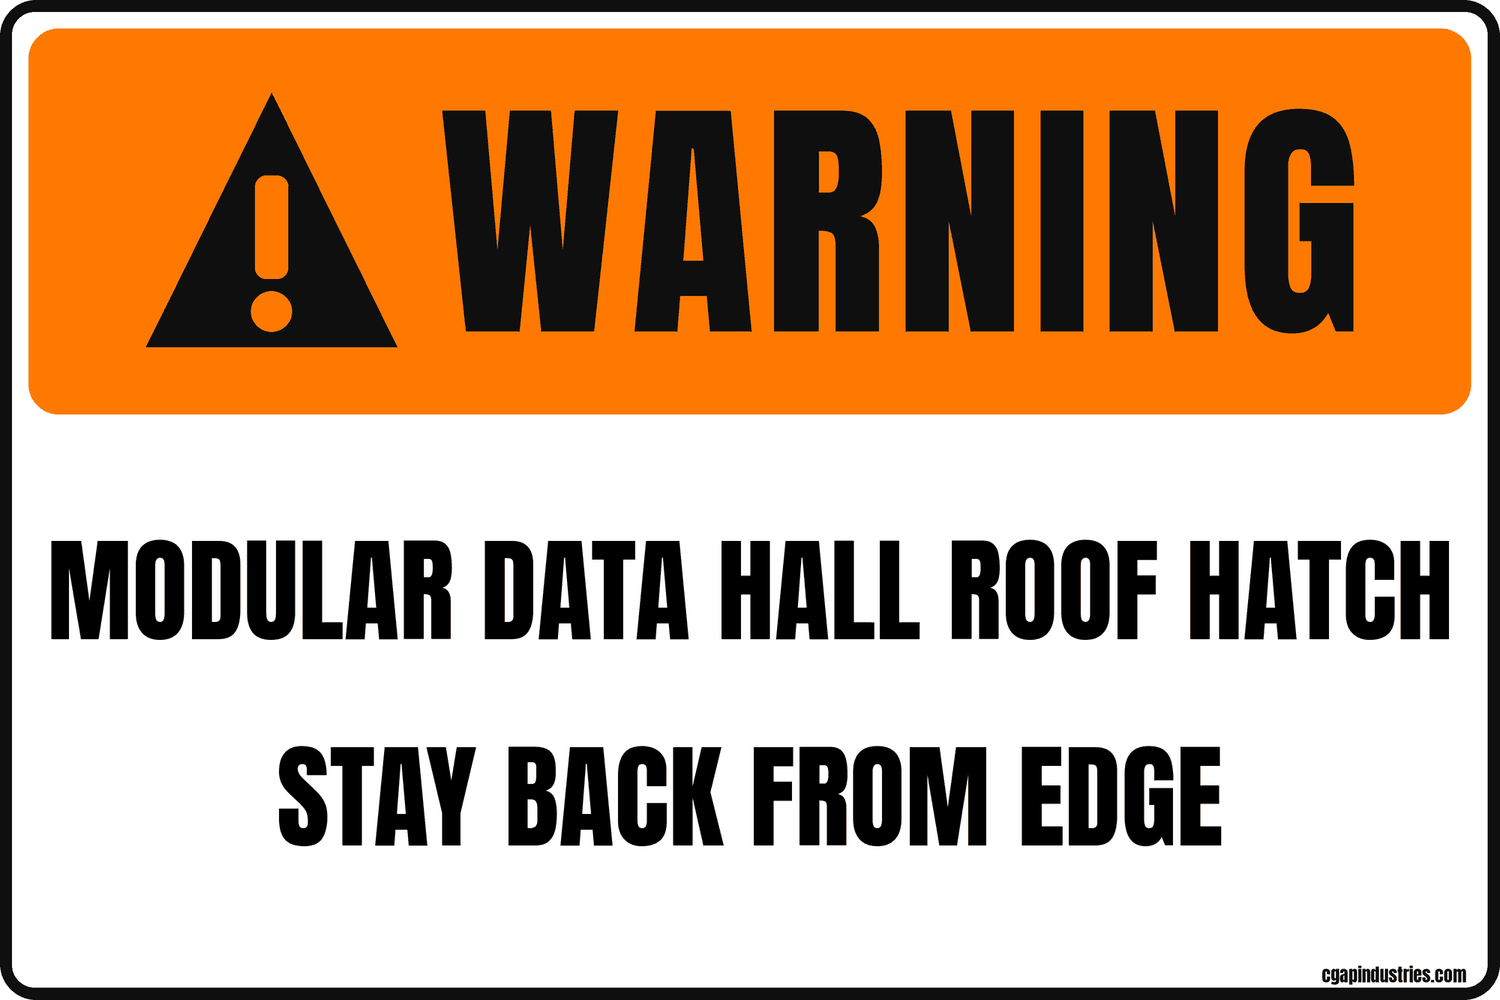 WARNING
MODULAR DATA HALL ROOF HATCH
STAY BACK FROM EDGE
cgapindustries.com